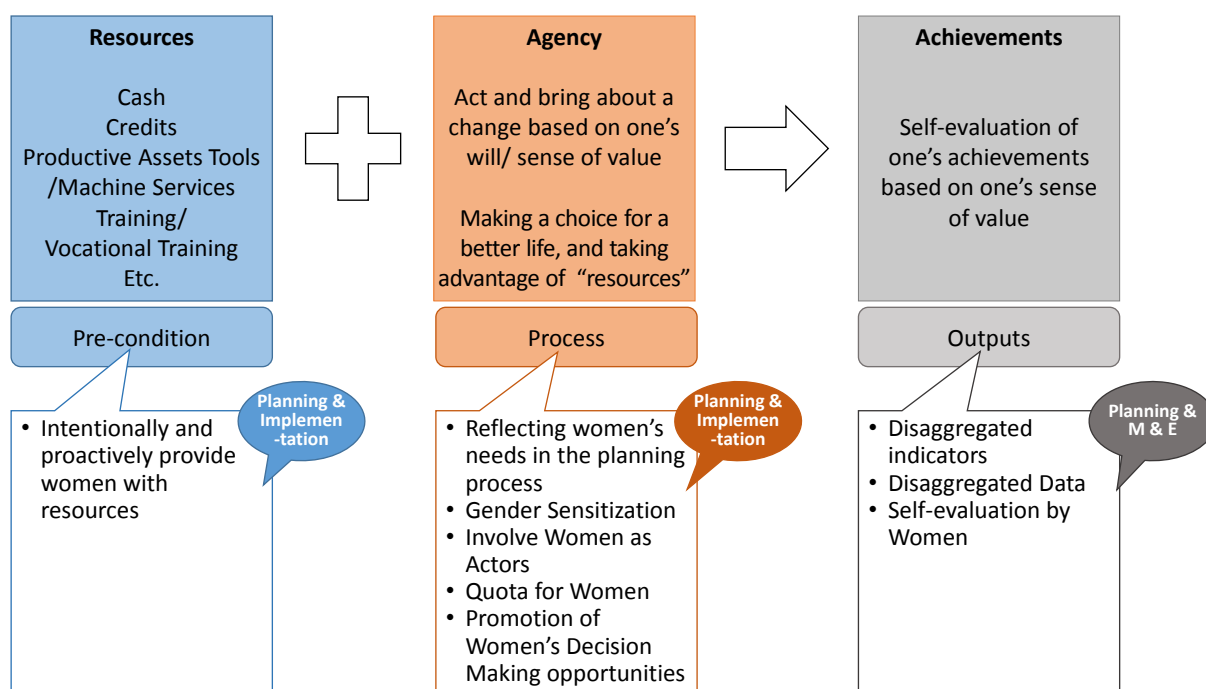 Resources
Cash
Credits
Productive Assets Tools
/Machine Services
Training/
Vocational Training
Etc.
Agency
Act and bring about a
change based on one's
will/ sense of value
Making a choice for a
better life, and taking
advantage of “resources”
Achievements
Self-evaluation of
one's achievements
based on one's sense
of value
Pre-condition
Process
Outputs
Planning &
Implemen
-tation
• Intentionally and
proactively provide
women with
resources
Planning &
Implemen
-tation
• Reflecting women's
needs in the planning
process
• Gender Sensitization
• Involve Women as
Actors
• Quota for Women
• Promotion of
Women's Decision
Making opportunities
Planning &
M & E
• Disaggregated
indicators
• Disaggregated Data
• Self-evaluation by
Women